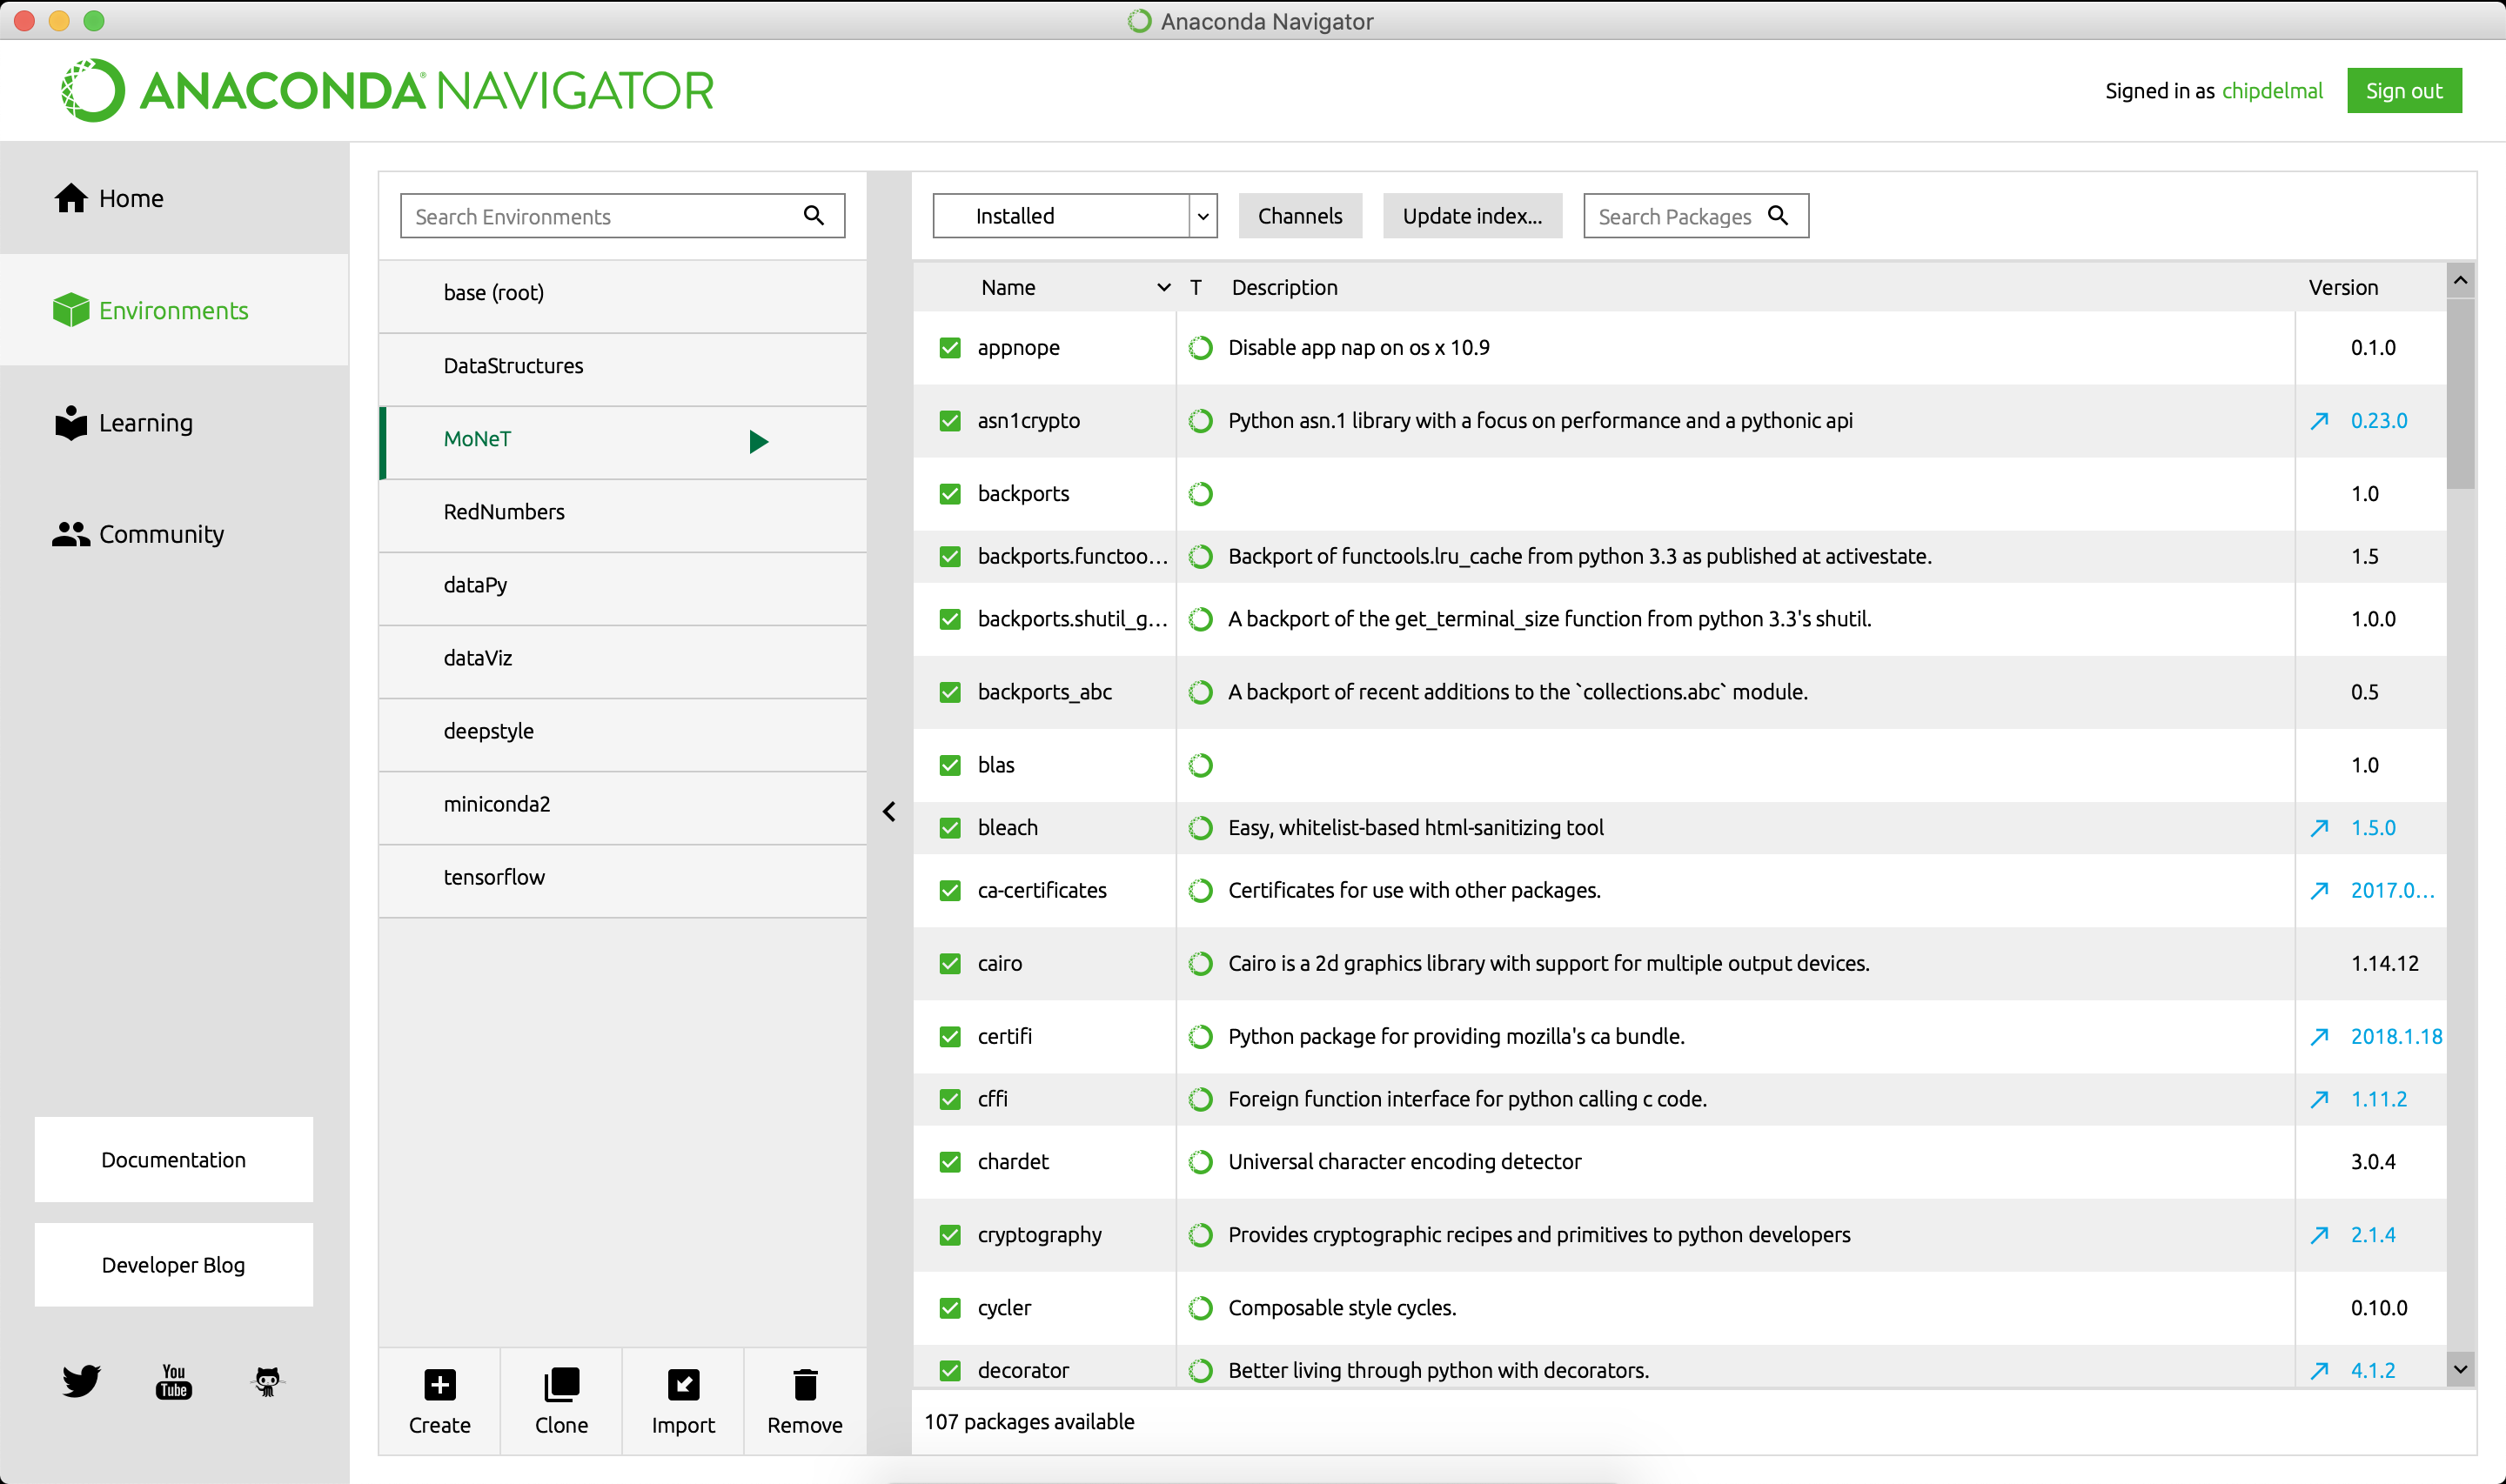 Anaconda Navigator
ANACONDA® NAVIGATOR
Signed in as chipdelmal
Sign out
Home
Environments
Learning
Community
Documentation
Developer Blog
You Tube
Search Environments
base (root)
DataStructures
MoNeT
RedNumbers
dataPy
dataViz
deepstyle
miniconda2
tensorflow
Create
Clone
Import
Remove
Installed
Channels
Update index...
Search Packages
Name T Description Version
appnope Disable app nap on os x 10.9 0.1.0
asn1crypto Python asn.1 library with a focus on performance and a pythonic api 0.23.0
backports 1.0
backports.functoo... Backport of functools.lru_cache from python 3.3 as published at activestate. 1.5
backports.shutil_g... A backport of the get_terminal_size function from python 3.3's shutil. 1.0.0
backports_abc A backport of recent additions to the `collections.abc` module. 0.5
blas 1.0
bleach Easy, whitelist-based html-sanitizing tool 1.5.0
ca-certificates Certificates for use with other packages. 2017.0...
cairo Cairo is a 2d graphics library with support for multiple output devices. 1.14.12
certifi Python package for providing mozilla's ca bundle. 2018.1.18
cffi Foreign function interface for python calling c code. 1.11.2
chardet Universal character encoding detector 3.0.4
cryptography Provides cryptographic recipes and primitives to python developers 2.1.4
cycler Composable style cycles. 0.10.0
decorator Better living through python with decorators. 4.1.2
107 packages available